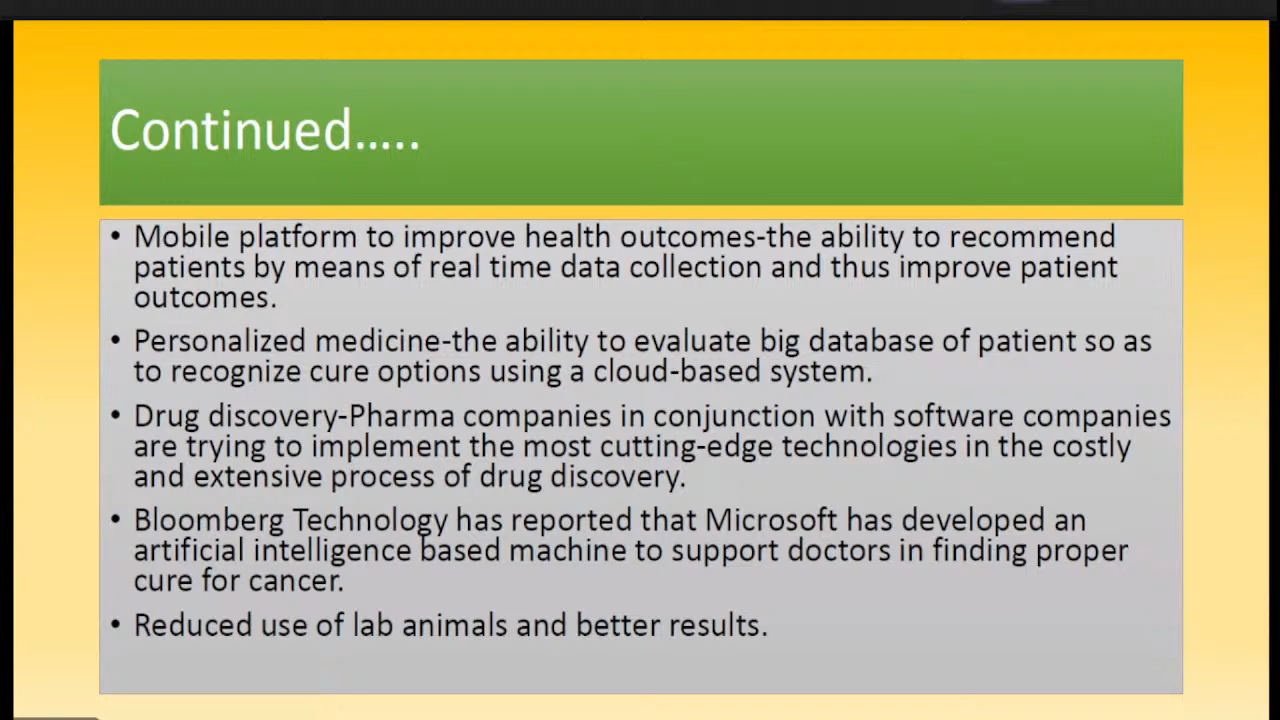 Continued.....
• Mobile platform to improve health outcomes-the ability to recommend
patients by means of real time data collection and thus improve patient
outcomes.
• Personalized medicine-the ability to evaluate big database of patient so as
to recognize cure options using a cloud-based system.
• Drug discovery-Pharma companies in conjunction with software companies
are trying to implement the most cutting-edge technologies in the costly
and extensive process of drug discovery.
• Bloomberg Technology has reported that Microsoft has developed an
artificial intelligence based machine to support doctors in finding proper
cure for cancer.
• Reduced use of lab animals and better results.